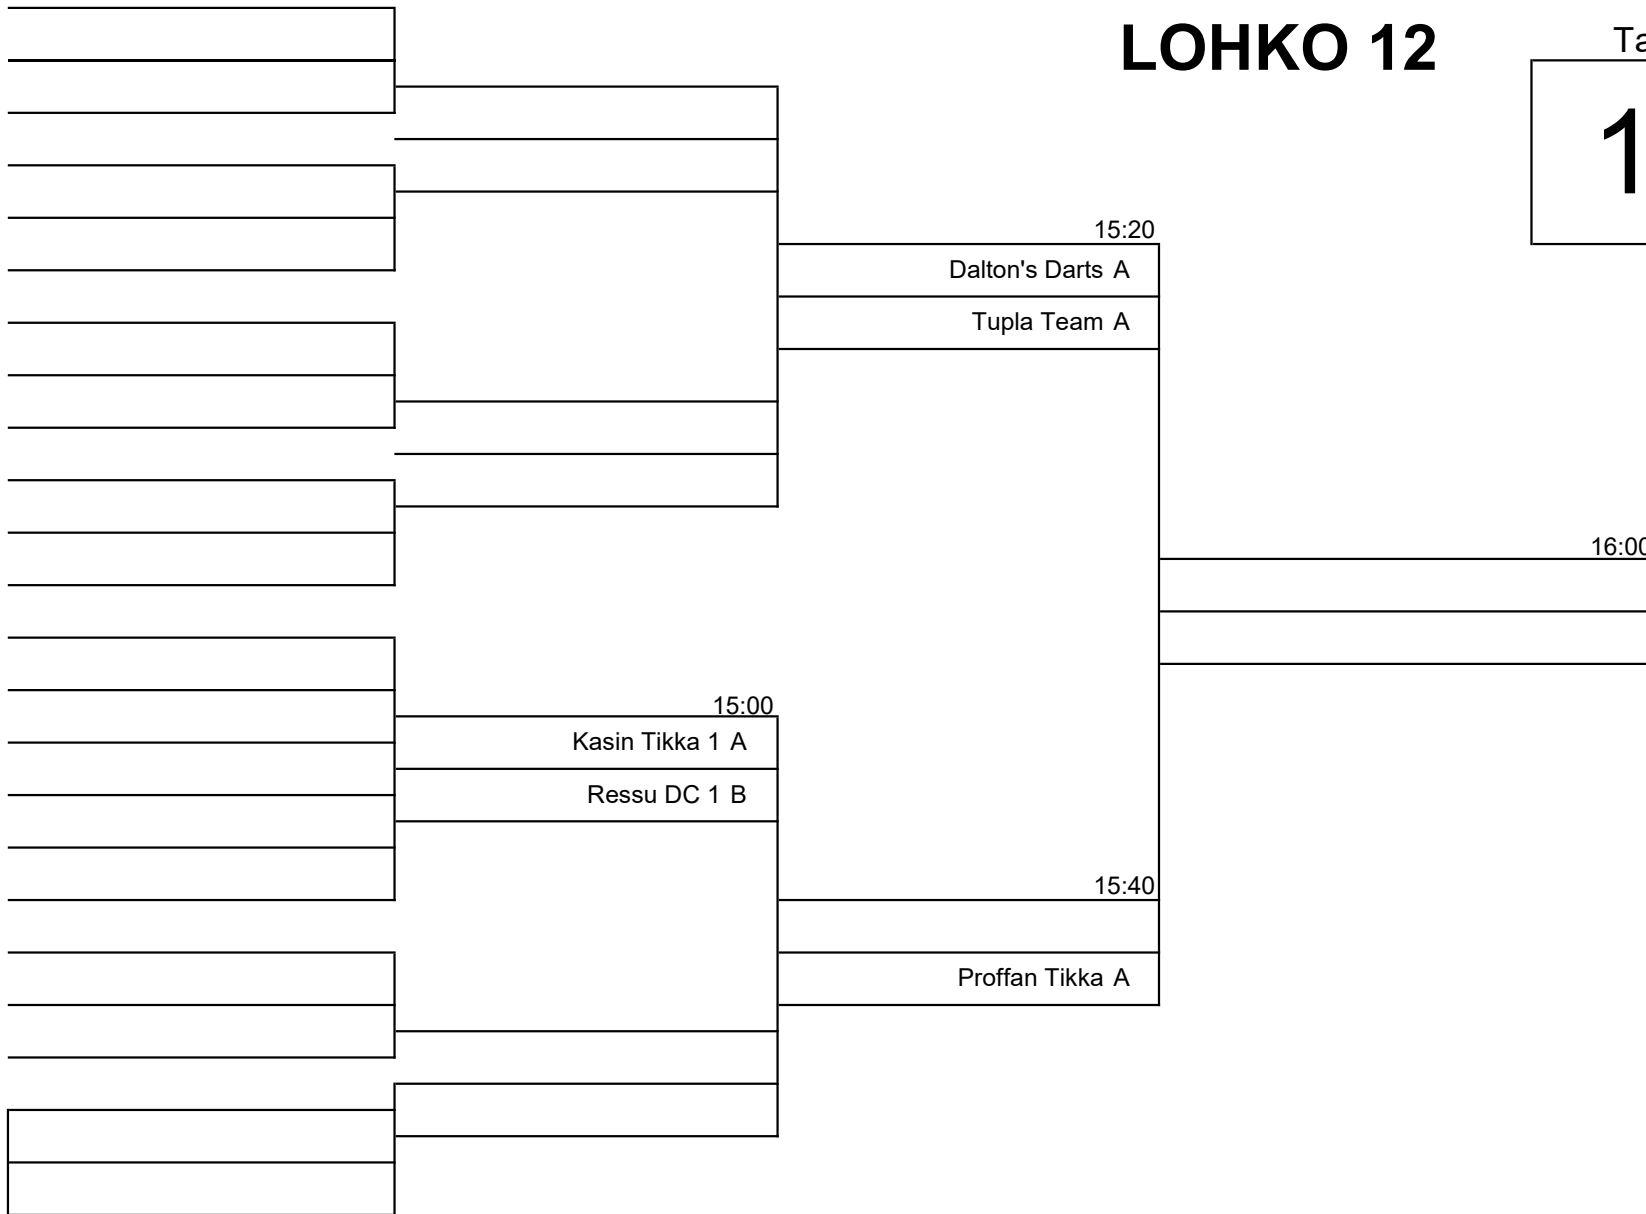 LOHKO 12
Ta
1
15:20
Dalton's Darts A
Tupla Team A
16:00
15:00
Kasin Tikka 1 A
Ressu DC 1 B
15:40
Proffan Tikka A